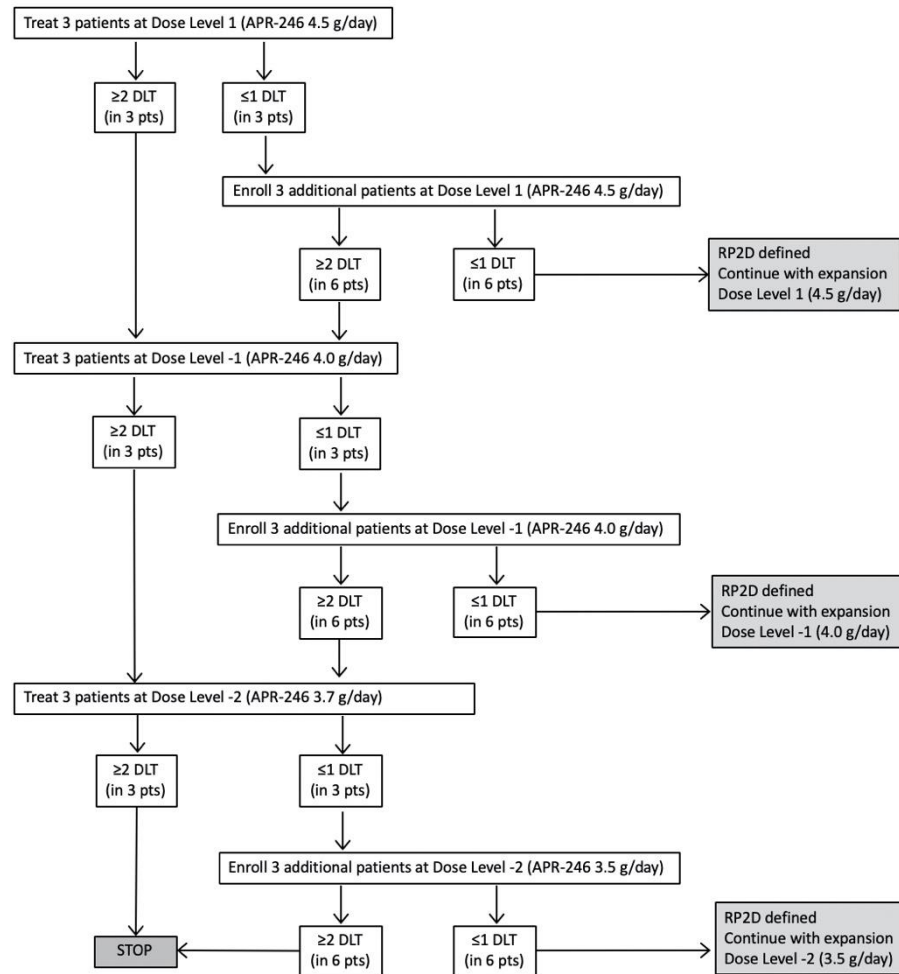 Treat 3 patients at Dose Level 1 (APR-246 4.5 g/day)
≥2 DLT
(in 3 pts)
≤1 DLT
(in 3 pts)
Enroll 3 additional patients at Dose Level 1 (APR-246 4.5 g/day)
≥2 DLT
(in 6 pts)
≤1 DLT
(in 6 pts)
RP2D defined
Continue with expansion
Dose Level 1 (4.5 g/day)
Treat 3 patients at Dose Level -1 (APR-246 4.0 g/day)
≥2 DLT
(in 3 pts)
≤1 DLT
(in 3 pts)
Enroll 3 additional patients at Dose Level -1 (APR-246 4.0 g/day)
≥2 DLT
(in 6 pts)
≤1 DLT
(in 6 pts)
RP2D defined
Continue with expansion
Dose Level -1 (4.0 g/day)
Treat 3 patients at Dose Level -2 (APR-246 3.7 g/day)
≥2 DLT
(in 3 pts)
≤1 DLT
(in 3 pts)
Enroll 3 additional patients at Dose Level -2 (APR-246 3.5 g/day)
STOP
≥2 DLT
(in 6 pts)
≤1 DLT
(in 6 pts)
RP2D defined
Continue with expansion
Dose Level -2 (3.5 g/day)